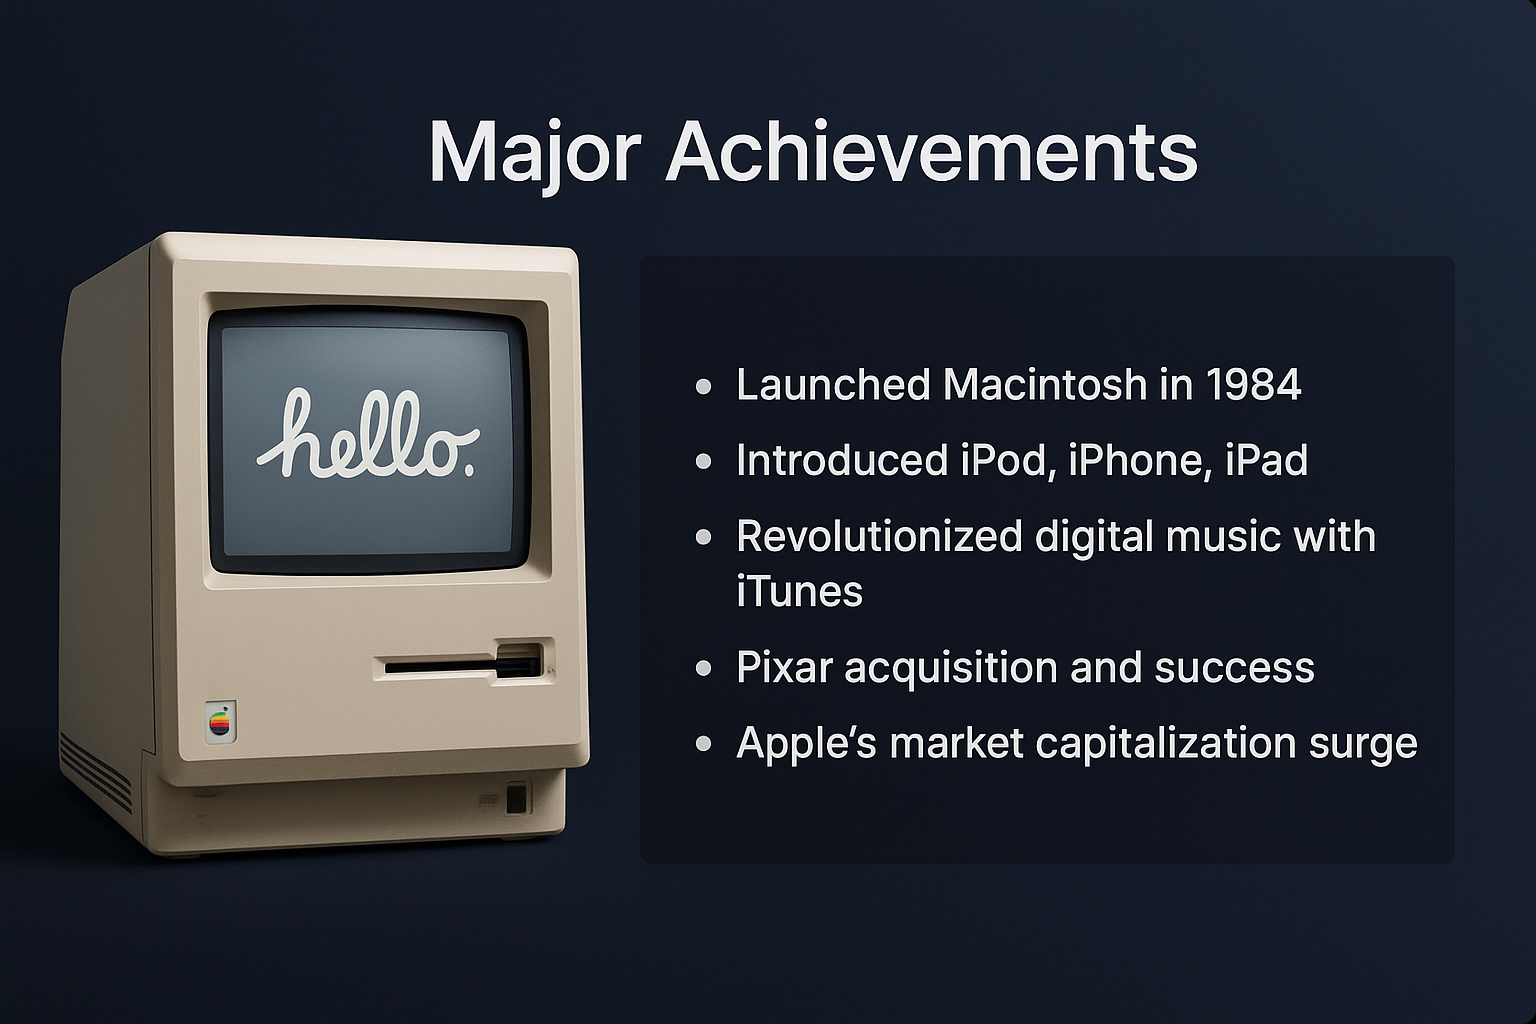 Major Achievements
hello.
• Launched Macintosh in 1984
• Introduced iPod, iPhone, iPad
• Revolutionized digital music with
iTunes
• Pixar acquisition and success
• Apple‘s market capitalization surge